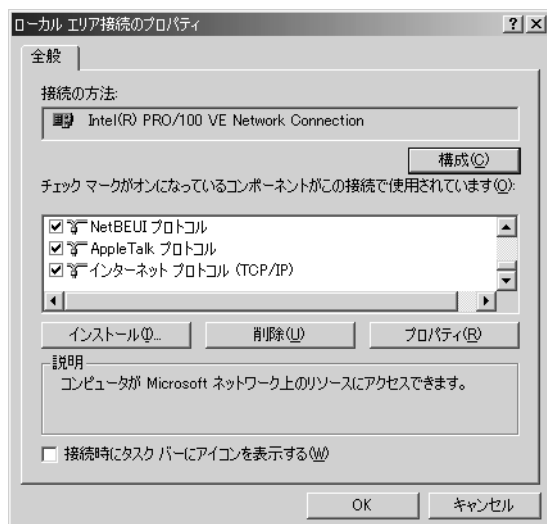 ローカル エリア接続のプロパティ
全般
接続の方法:
Intel(R) PRO/100 VE Network Connection
構成(C)
チェック マークがオンになっているコンポーネントがこの接続で使用されています(O):
NetBEUI プロトコル
AppleTalk プロトコル
インターネット プロトコル (TCP/IP)
インストール(I)...
削除(U)
プロパティ(R)
説明
コンピュータが Microsoft ネットワーク上のリソースにアクセスできます。
接続時にタスク バーにアイコンを表示する(W)
OK
キャンセル